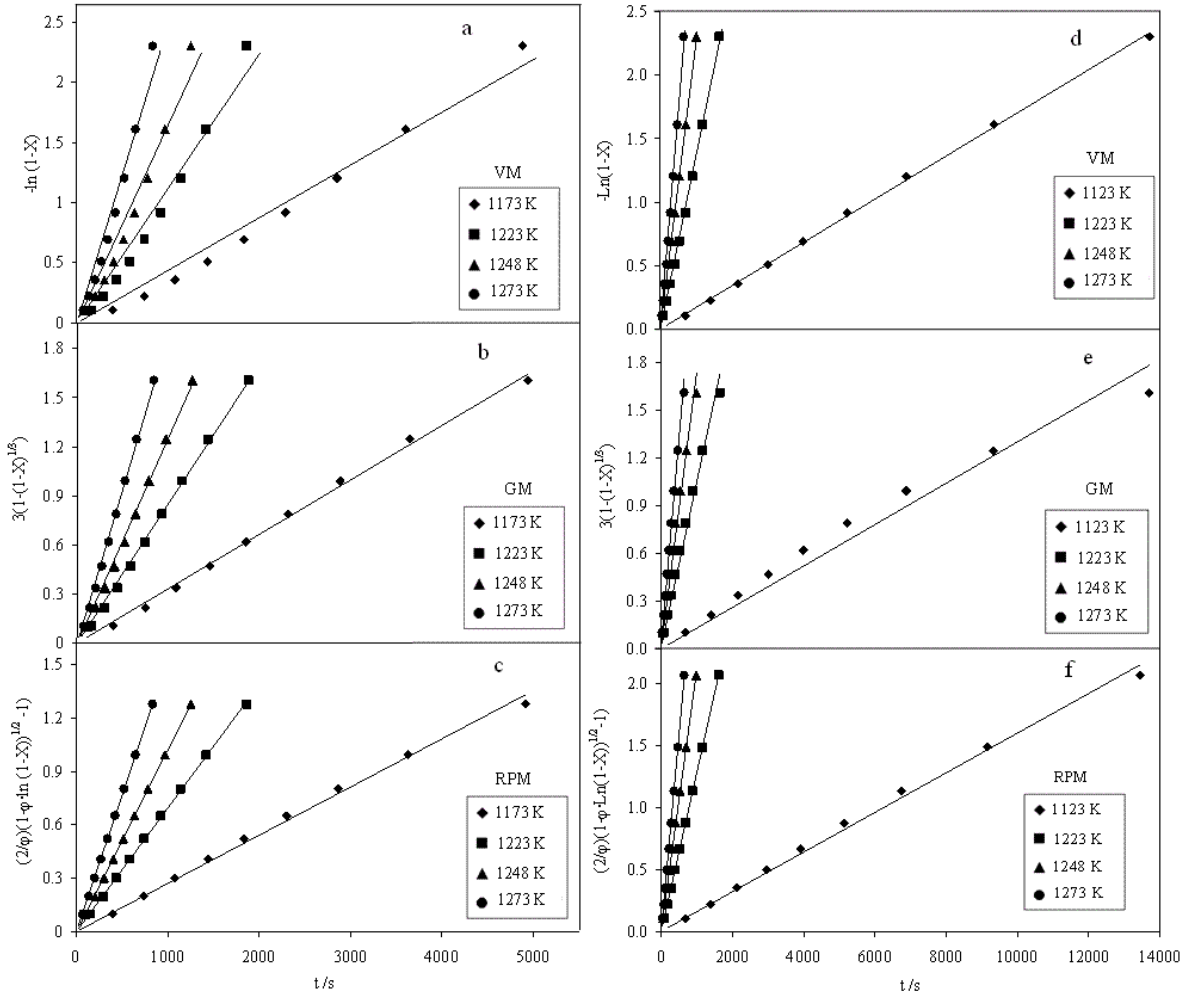 a
-ln (1-X)
2.5
2
1.5
1
0.5
0
VM
1173 K
1223 K
1248 K
1273 K
d
-Ln(1-X)
2.5
2.0
1.5
1.0
0.5
0.0
VM
1123 K
1223 K
1248 K
1273 K
b
3(1-(1-X)^1/3)
1.8
1.5
1.2
0.9
0.6
0.3
0
GM
1173 K
1223 K
1248 K
1273 K
e
3(1-(1-X)^1/3)
1.8
1.5
1.2
0.9
0.6
0.3
0.0
GM
1123 K
1223 K
1248 K
1273 K
c
(2/φ)(1-φ·ln (1-X))^1/2 -1)
1.5
1.2
0.9
0.6
0.3
0
RPM
1173 K
1223 K
1248 K
1273 K
0 1000 2000 3000 4000 5000
t /s
f
(2/φ)(1-φ·Ln(1-X))^1/2 -1)
2.0
1.5
1.0
0.5
0.0
RPM
1123 K
1223 K
1248 K
1273 K
0 2000 4000 6000 8000 10000 12000 14000
t /s